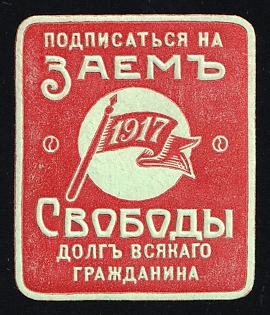 ПОДПИСАТЬСЯ НА
ЗАЕМЪ
1917
СВОБОДЫ
ДОЛГЪ ВСЯКАГО
ГРАЖДАНИНА